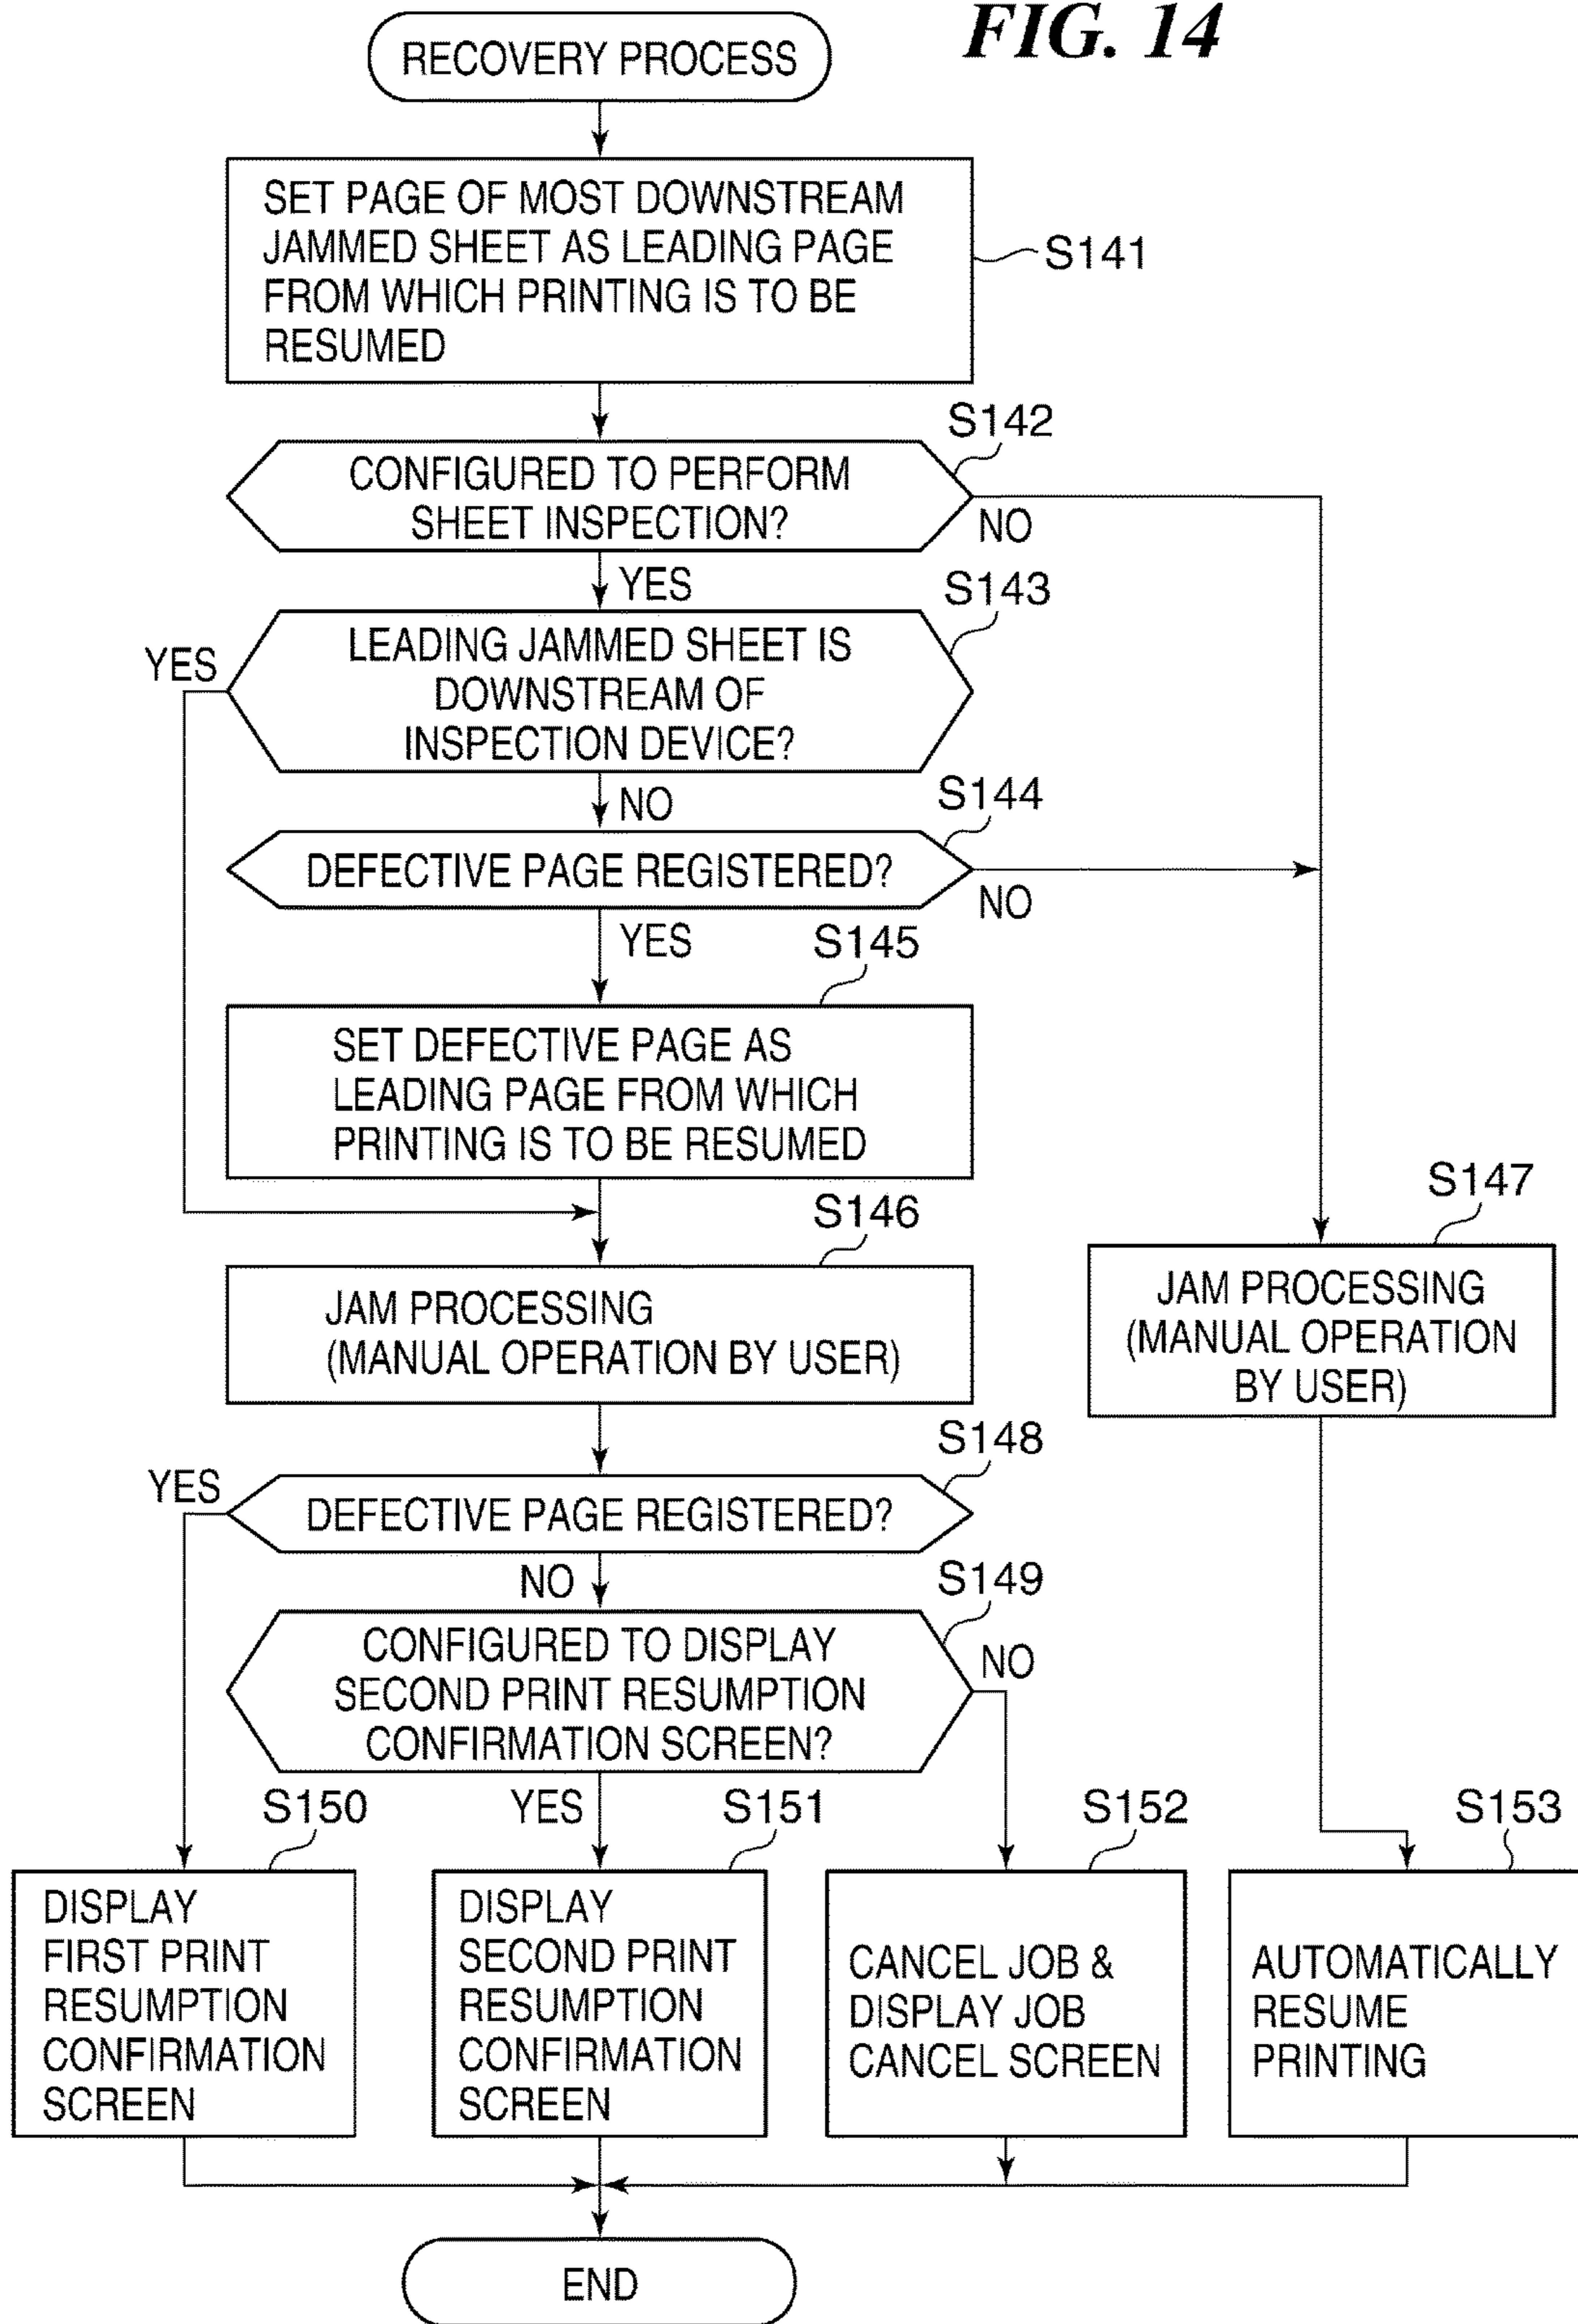 FIG. 14
RECOVERY PROCESS
SET PAGE OF MOST DOWNSTREAM
JAMMED SHEET AS LEADING PAGE
FROM WHICH PRINTING IS TO BE
RESUMED
S141
S142
CONFIGURED TO PERFORM
SHEET INSPECTION?
NO
YES
S143
YES
LEADING JAMMED SHEET IS
DOWNSTREAM OF
INSPECTION DEVICE?
NO
S144
DEFECTIVE PAGE REGISTERED?
NO
YES
S145
SET DEFECTIVE PAGE AS
LEADING PAGE FROM WHICH
PRINTING IS TO BE RESUMED
S146
JAM PROCESSING
(MANUAL OPERATION BY USER)
S147
JAM PROCESSING
(MANUAL OPERATION
BY USER)
S148
YES
DEFECTIVE PAGE REGISTERED?
NO
S149
CONFIGURED TO DISPLAY
SECOND PRINT RESUMPTION
CONFIRMATION SCREEN?
NO
YES
S150
DISPLAY
FIRST PRINT
RESUMPTION
CONFIRMATION
SCREEN
S151
DISPLAY
SECOND PRINT
RESUMPTION
CONFIRMATION
SCREEN
S152
CANCEL JOB &
DISPLAY JOB
CANCEL SCREEN
S153
AUTOMATICALLY
RESUME
PRINTING
END